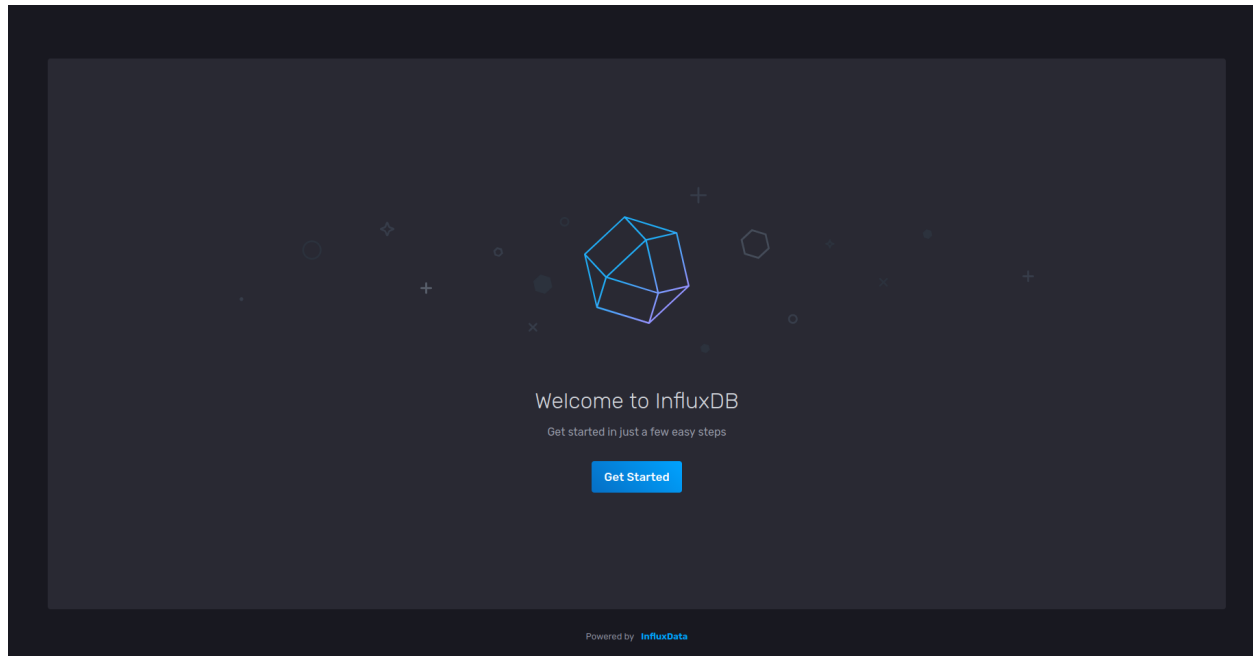 Welcome to InfluxDB
Get started in just a few easy steps
Get Started
Powered by InfluxData